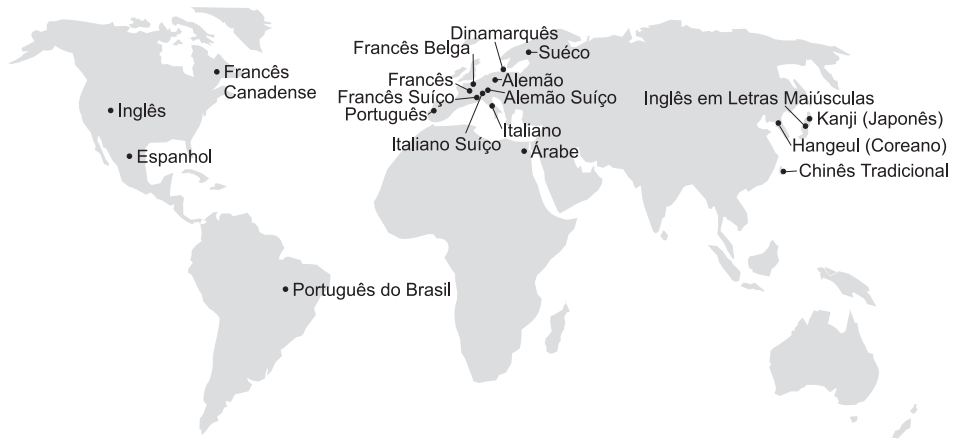 Dinamarquês
Francês Belga
Suéco
Francês
Canadense
Francês
Alemão
Francês Suíço
Alemão Suíço
Inglês em Letras Maiúsculas
Inglês
Português
Kanji (Japonês)
Italiano
Italiano Suíço
Hangeul (Coreano)
Espanhol
Árabe
Chinês Tradicional
Português do Brasil